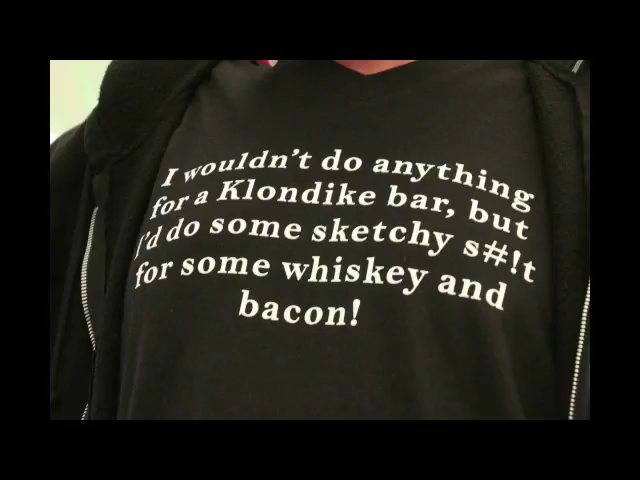 I wouldn't do anything
for a Klondike bar, but
I'd do some sketchy s#!t
for some whiskey and
bacon!